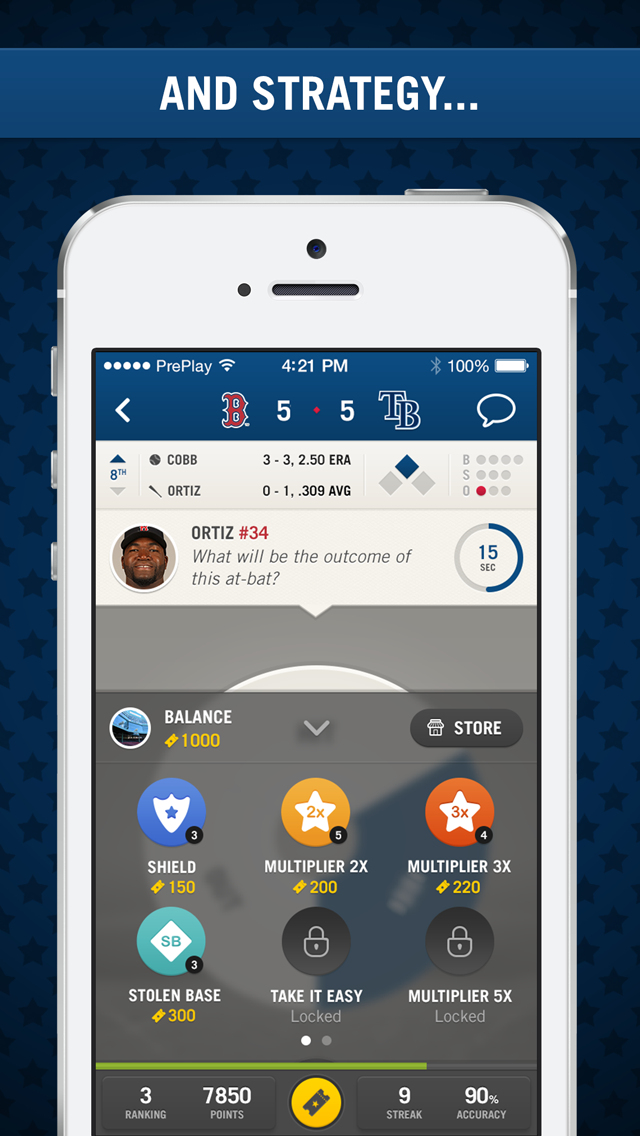 AND STRATEGY...
PrePlay 4:21 PM 100%
B 5 5 TB
8TH COBB 3 - 3, 2.50 ERA B
S
ORTIZ 0 - 1, .309 AVG O
ORTIZ #34
What will be the outcome of
this at-bat?
15
SEC
BALANCE
1000
STORE
3 2x 5 3x 4
SHIELD MULTIPLIER 2X MULTIPLIER 3X
150 200 220
SB 3
STOLEN BASE TAKE IT EASY MULTIPLIER 5X
300 Locked Locked
3 7850 9 90%
RANKING POINTS STREAK ACCURACY